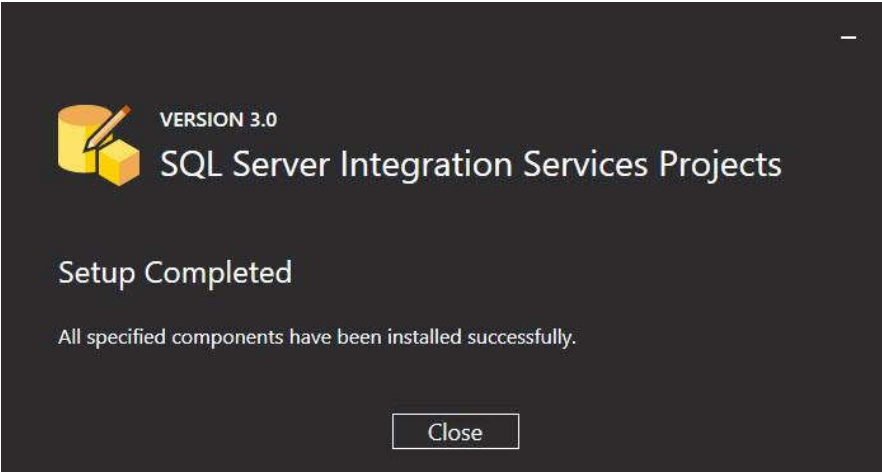 VERSION 3.0
SQL Server Integration Services Projects
Setup Completed
All specified components have been installed successfully.
Close